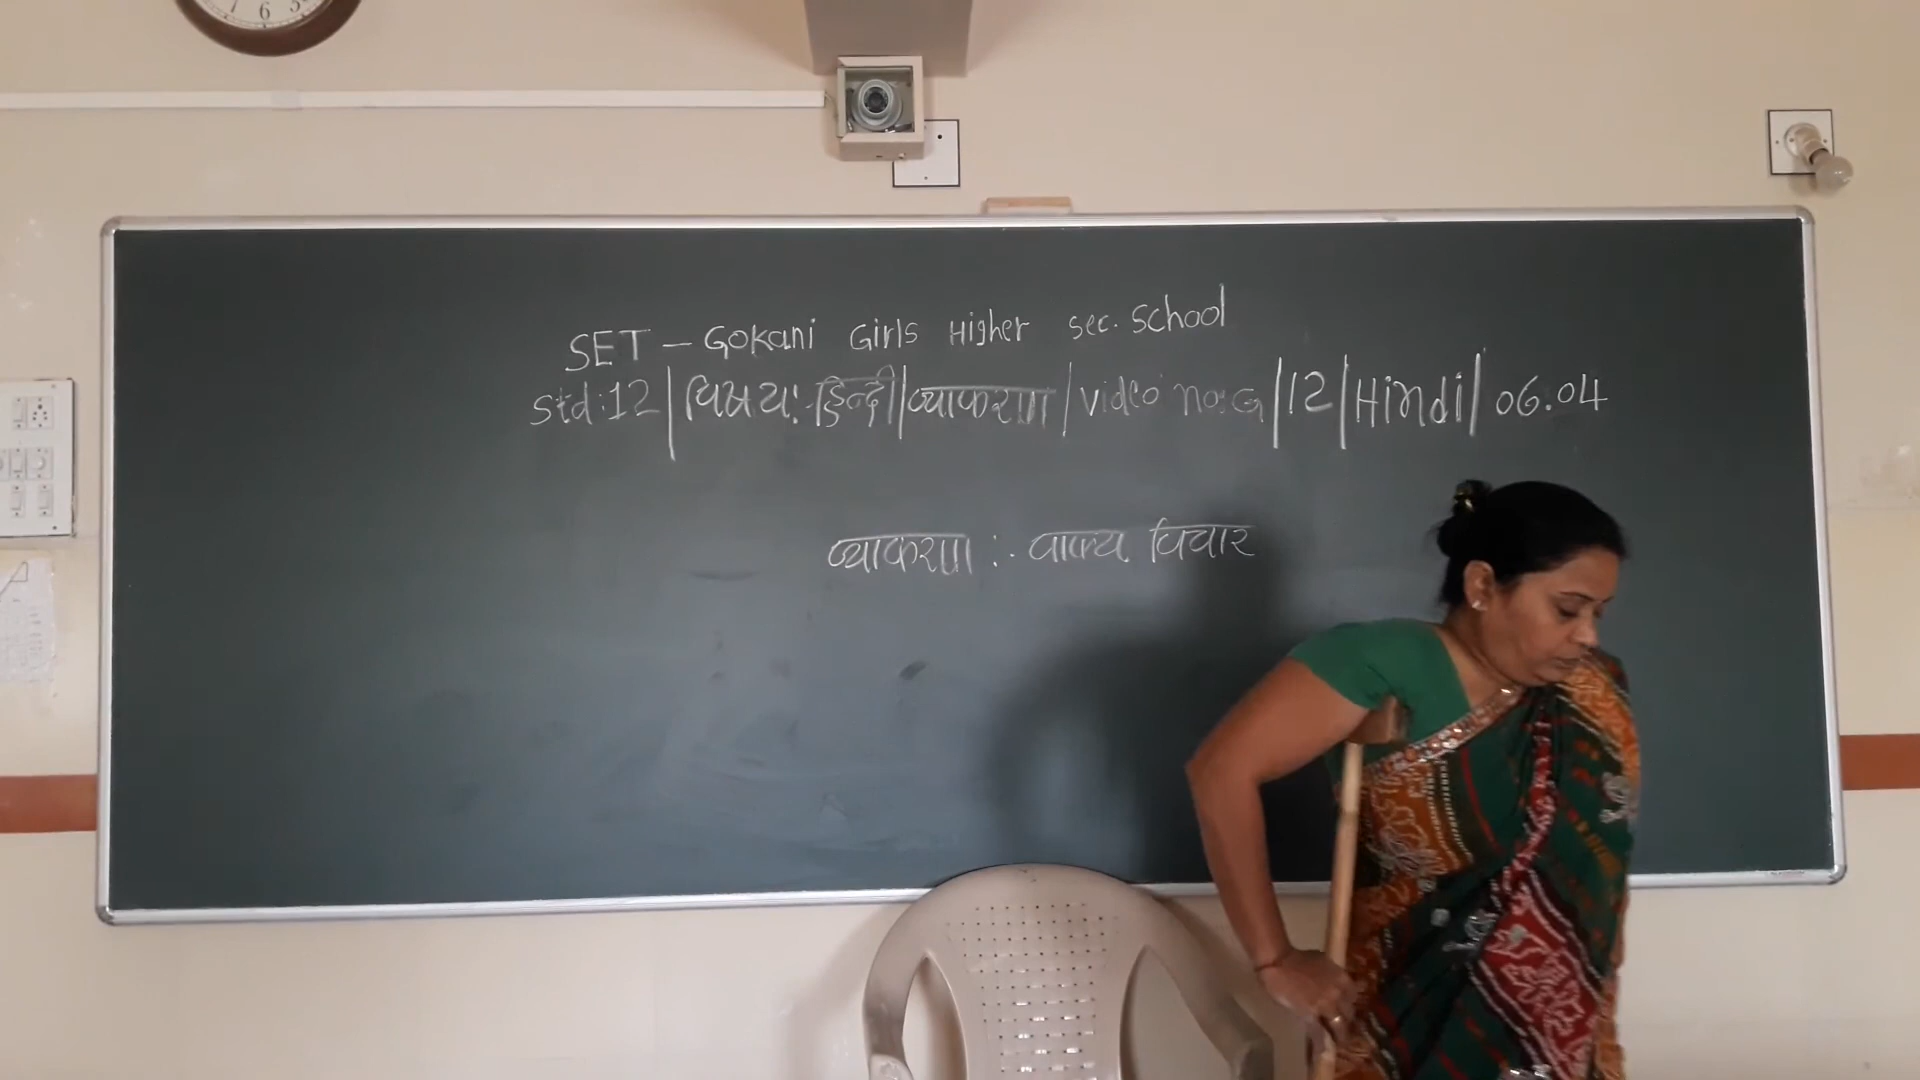 SET - Gokani Girls Higher Sec. School
Std:12 | विषय:- हिन्दी | व्याकरण / video no: G | 12 | Hindi | 06.04
व्याकरण :- वाक्य विचार